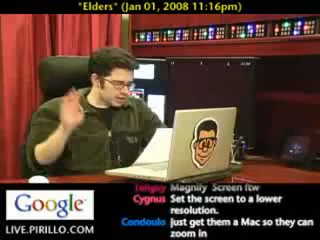 *Elders* (Jan 01, 2008 11:16pm)
Magnify Screen ftw
Cygnus Set the screen to a lower
resolution.
Condoulo just get them a Mac so they can
zoom in
Google
LIVE.PIRILLO.COM